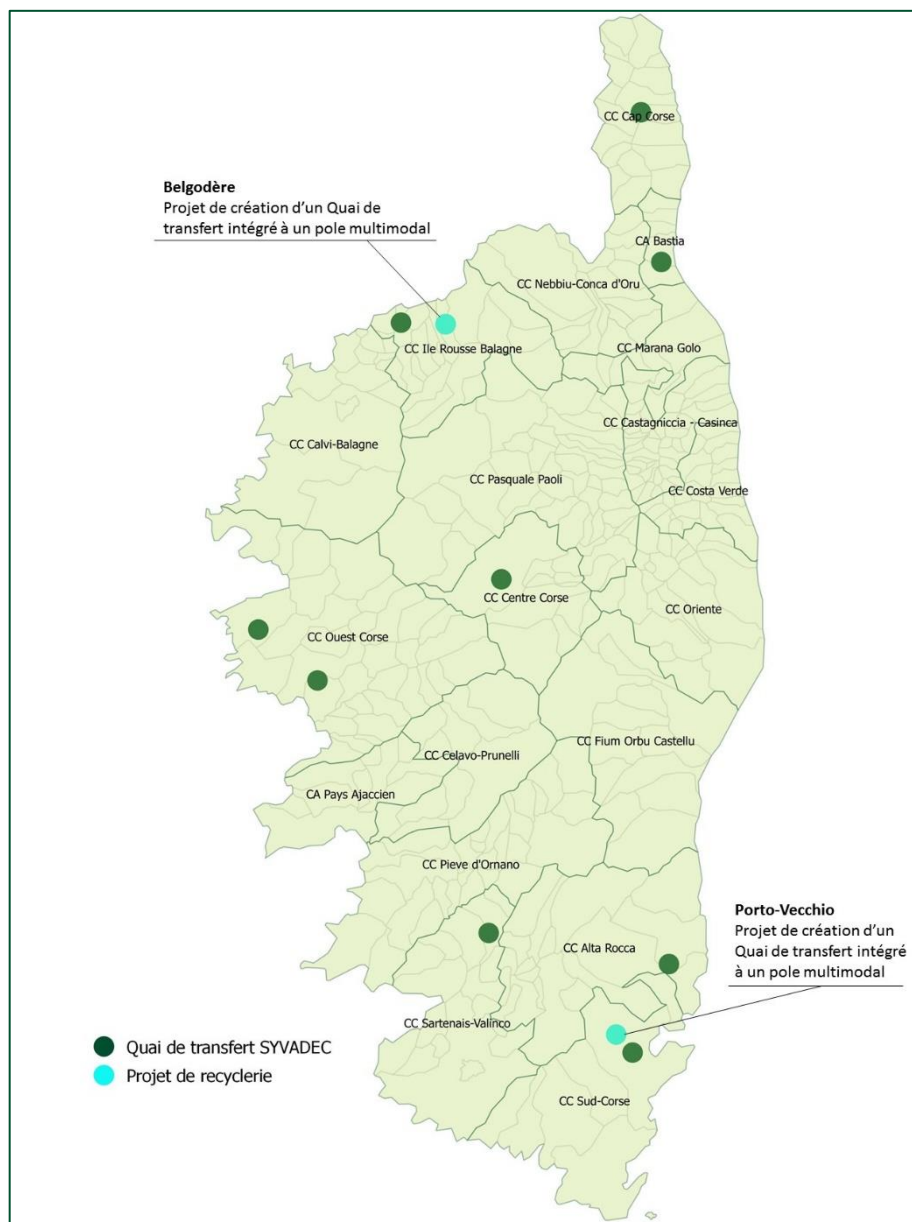 CC Cap Corse
Belgodère
Projet de création d'un Quai de
transfert intégré à un pole multimodal
CA Bastia
CC Nebbiu-Conca d'Oru
CC Ile Rousse Balagne
CC Marana Golo
CC Castagniccia - Casinca
CC Calvi-Balagne
CC Pasquale Paoli
CC Costa Verde
CC Centre Corse
CC Oriente
CC Ouest Corse
CC Fium Orbu Castellu
CC Celavo-Prunelli
CA Pays Ajaccien
CC Pieve d'Ornano
Porto-Vecchio
Projet de création d'un
Quai de transfert intégré
à un pole multimodal
CC Alta Rocca
CC Sartenais-Valinco
Quai de transfert SYVADEC
Projet de recyclerie
CC Sud-Corse